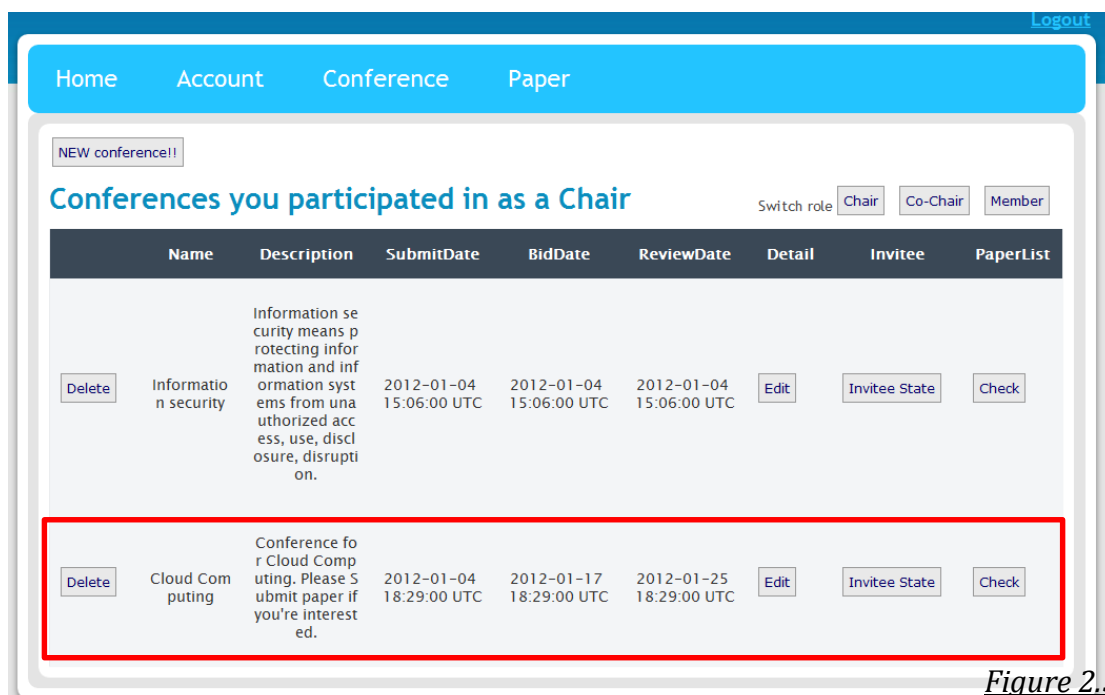 Logout
Home Account Conference Paper
NEW conference!!
Conferences you participated in as a Chair
Switch role Chair Co-Chair Member
Name Description SubmitDate BidDate ReviewDate Detail Invitee PaperList
Information se
curity means p
rotecting infor
mation and inf
Delete Informatio ormation syst 2012-01-04 2012-01-04 2012-01-04 Edit Invitee State Check
n security ems from una 15:06:00 UTC 15:06:00 UTC 15:06:00 UTC
uthorized acc
ess, use, discl
osure, disrupti
on.
Conference fo
r Cloud Comp
Delete Cloud Com uting. Please S 2012-01-04 2012-01-17 2012-01-25 Edit Invitee State Check
puting ubmit paper if 18:29:00 UTC 18:29:00 UTC 18:29:00 UTC
you're interest
ed.
Figure 2..